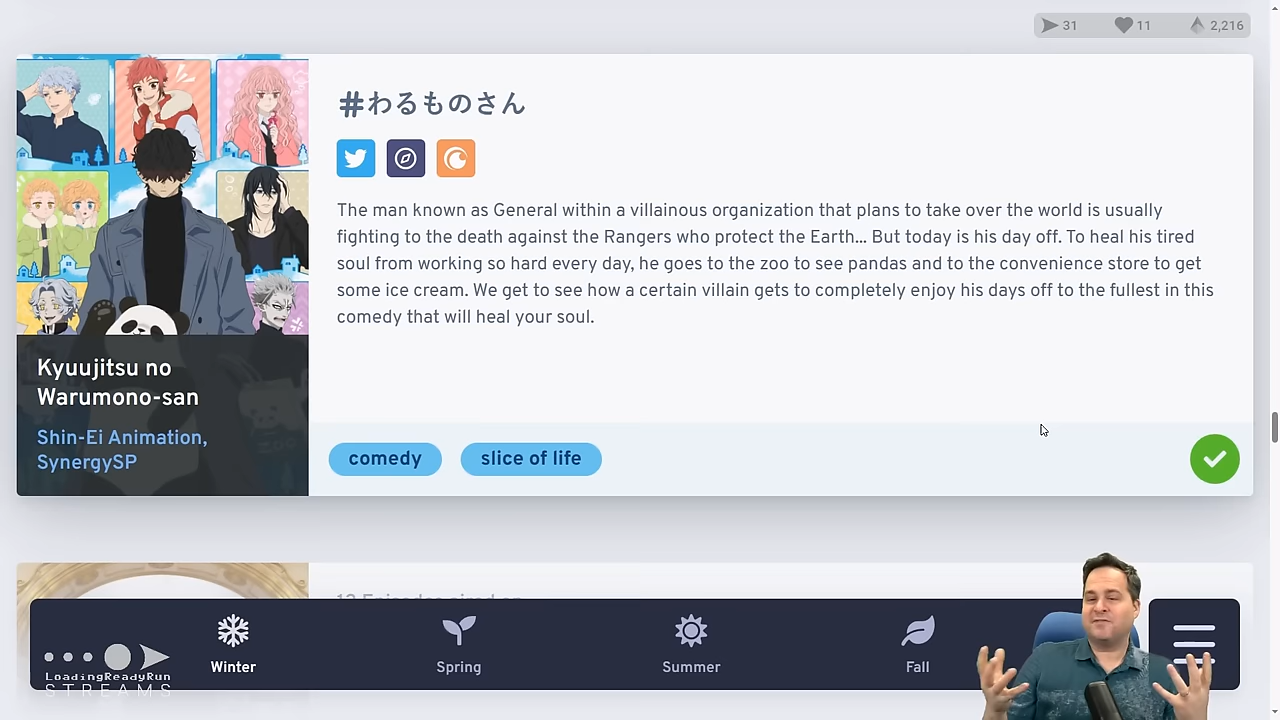 31 11 2,216
#わるものさん
The man known as General within a villainous organization that plans to take over the world is usually
fighting to the death against the Rangers who protect the Earth... But today is his day off. To heal his tired
soul from working so hard every day, he goes to the zoo to see pandas and to the convenience store to get
some ice cream. We get to see how a certain villain gets to completely enjoy his days off to the fullest in this
comedy that will heal your soul.
Kyuujitsu no
Warumono-san
Shin-Ei Animation,
SynergySP
comedy slice of life
Winter Spring Summer Fall
LoadingReadyRun
STREAMS